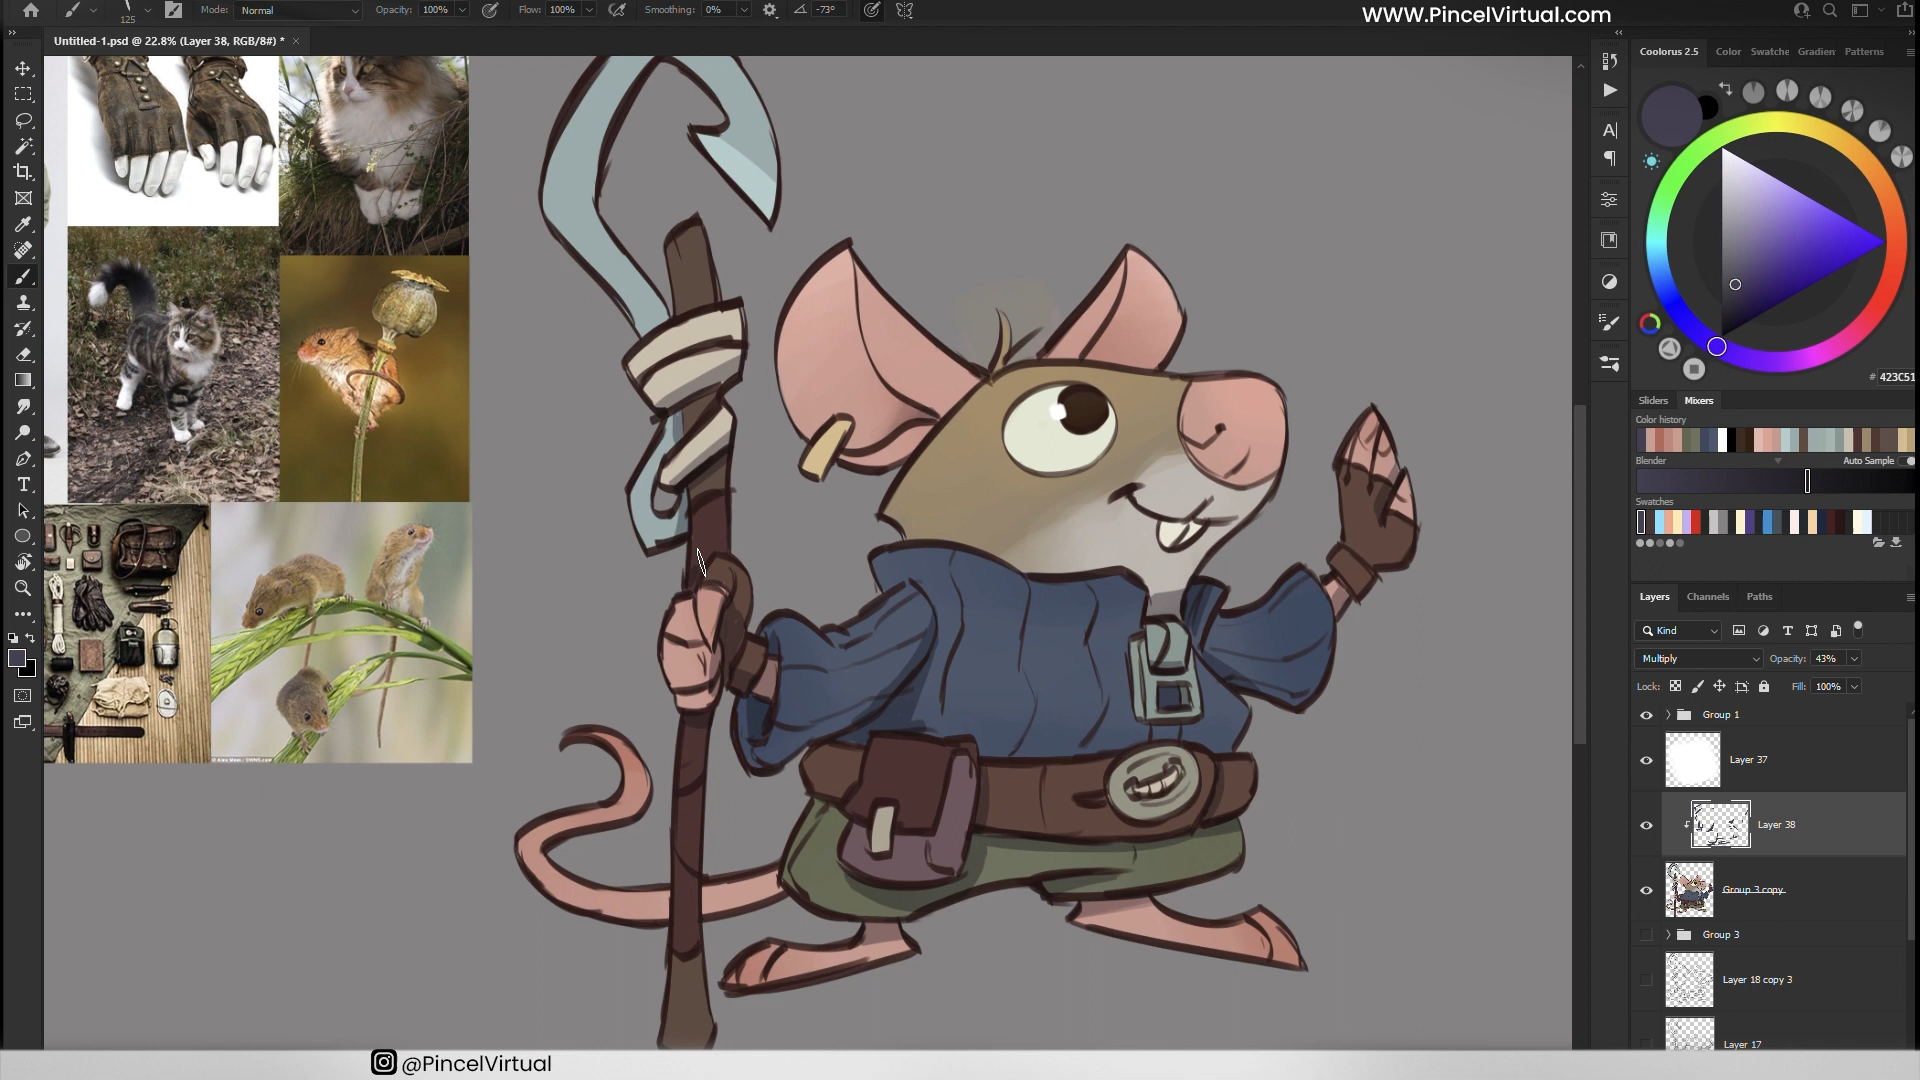 125
Mode:
Normal
Opacity:
100%
Flow:
100%
Smoothing:
0%
-73°
WWW.PincelVirtual.com
Untitled-1.psd @ 22.8% (Layer 38, RGB/8#) *
Coolorus 2.5
Color
Swatche
Gradien
Patterns
# 423C51
Sliders
Mixers
Color history
Blender
Auto Sample
Swatches
Layers
Channels
Paths
Kind
Multiply
Opacity:
43%
Lock:
Fill:
100%
Group 1
Layer 37
Layer 38
Group 3 copy
Group 3
Layer 18 copy 3
Layer 17
@PincelVirtual